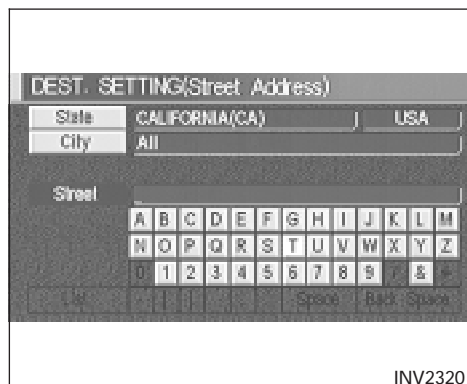 DEST. SETTING(Street Address)
State CALIFORNIA(CA) USA
City All
Street
A B C D E F G H I J K L M
N O P Q R S T U V W X Y Z
0 1 2 3 4 5 6 7 8 9 & 
List Space Back Space
INV2320